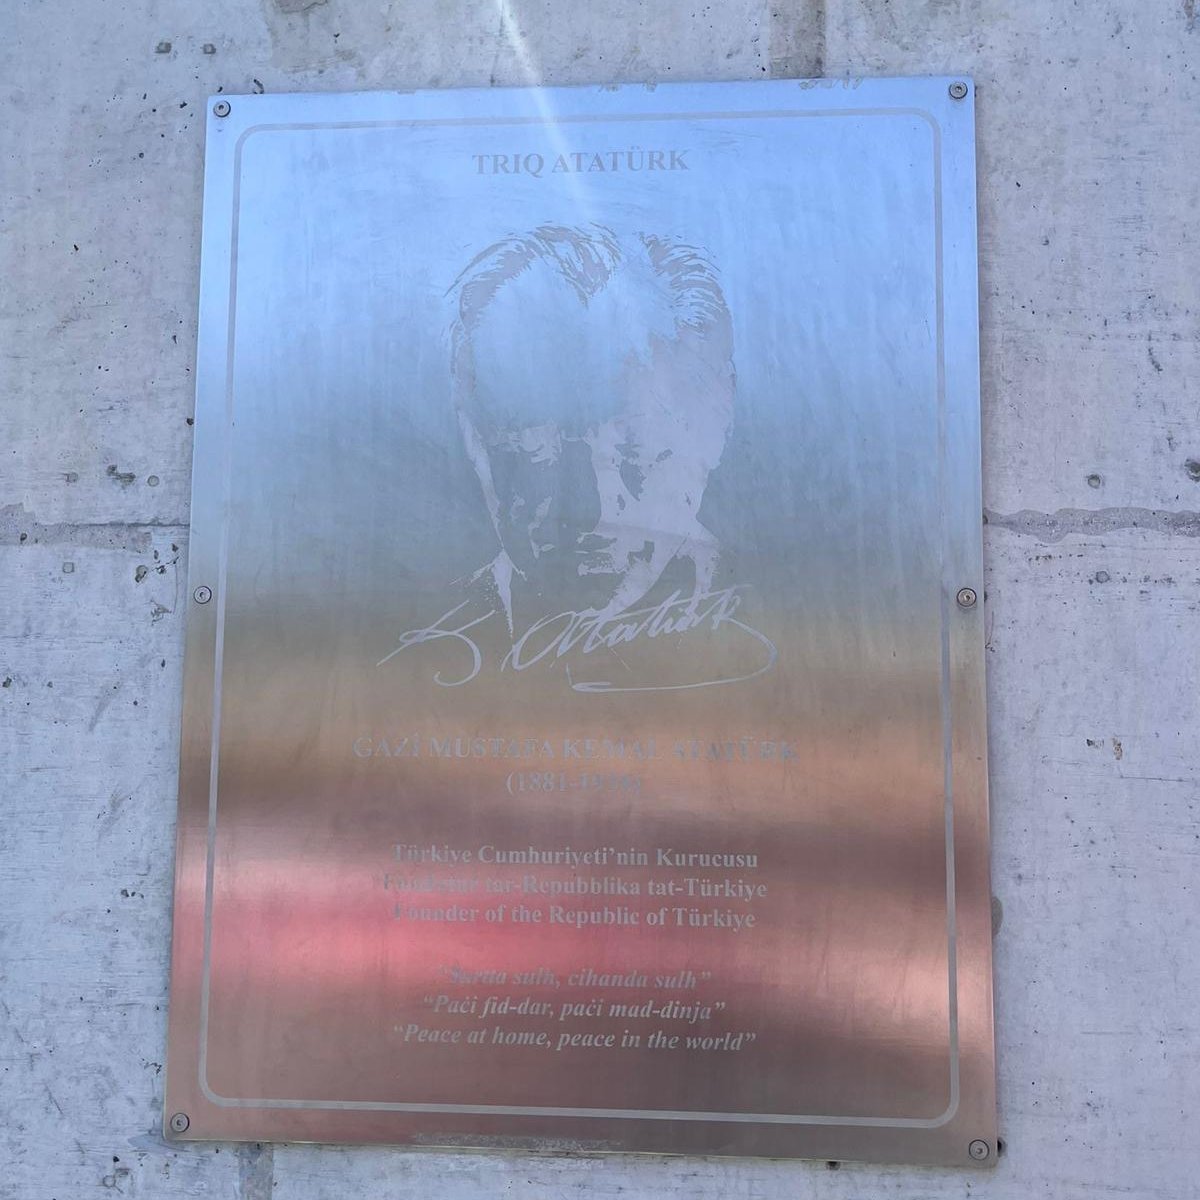 TRIQ ATATÜRK
K. Atatürk
GAZİ MUSTAFA KEMAL ATATÜRK
(1881-1938)
Türkiye Cumhuriyeti’nin Kurucusu
Fundatur tar-Repubblika tat-Türkiye
Founder of the Republic of Türkiye
“Yurtta sulh, cihanda sulh”
“Paċi fid-dar, paċi mad-dinja”
“Peace at home, peace in the world”